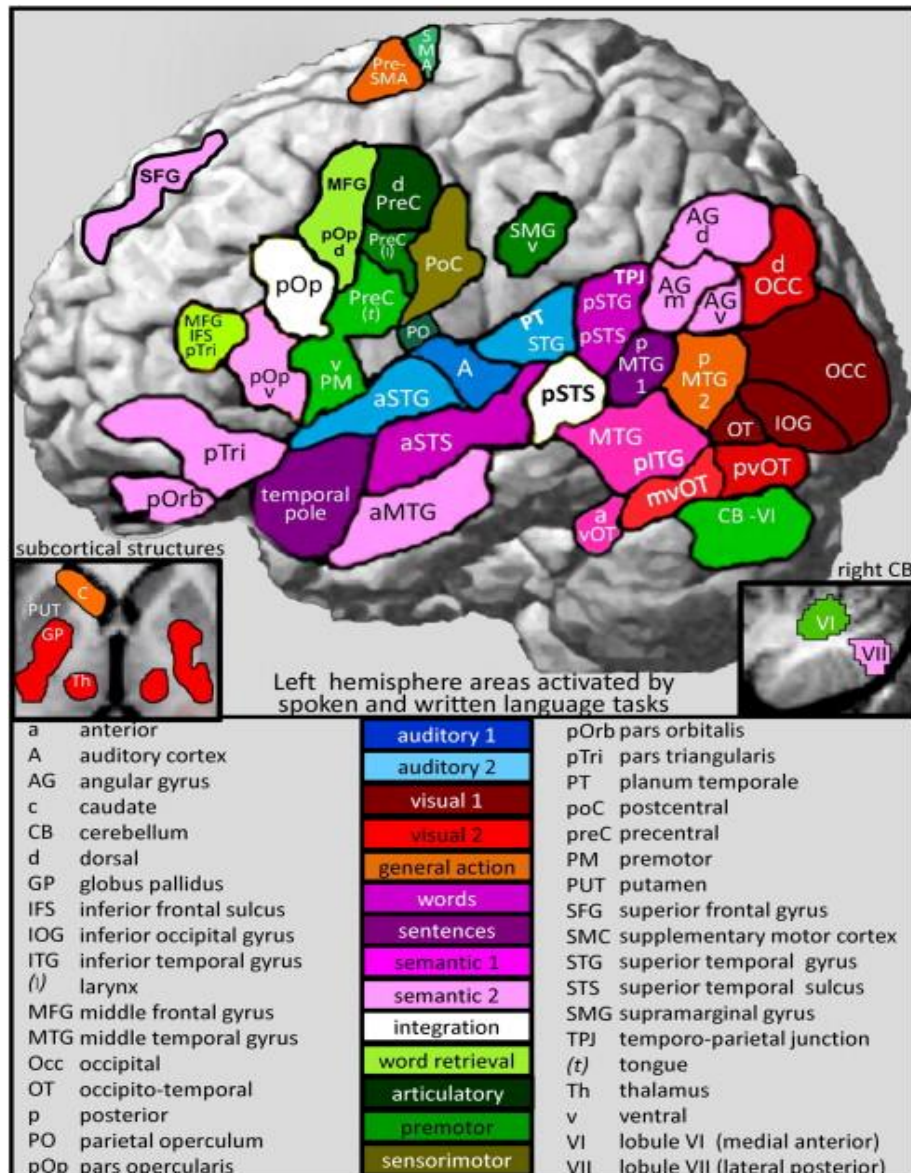 S
M
A
Pre-
SMA
SFG
MFG
pOp
d
d
PreC
PreC
(l)
PoC
SMG
v
AG
d
AG
m
AG
v
d
OCC
pOp
PreC
(t)
TPJ
pSTG
pSTS
MFG
IFS
pTri
PO
PT
STG
p
MTG
1
p
MTG
2
OCC
pOp
v
v
PM
A
aSTG
pSTS
OT
IOG
aSTS
MTG
pITG
pTri
pvOT
mvOT
pOrb
temporal
pole
aMTG
a
vOT
CB -VI
subcortical structures
right CB
C
PUT
GP
Th
VI
VII
Left hemisphere areas activated by
spoken and written language tasks
a anterior
A auditory cortex
AG angular gyrus
c caudate
CB cerebellum
d dorsal
GP globus pallidus
IFS inferior frontal sulcus
IOG inferior occipital gyrus
ITG inferior temporal gyrus
(l) larynx
MFG middle frontal gyrus
MTG middle temporal gyrus
Occ occipital
OT occipito-temporal
p posterior
PO parietal operculum
pOp pars opercularis
auditory 1
auditory 2
visual 1
visual 2
general action
words
sentences
semantic 1
semantic 2
integration
word retrieval
articulatory
premotor
sensorimotor
pOrb pars orbitalis
pTri pars triangularis
PT planum temporale
poC postcentral
preC precentral
PM premotor
PUT putamen
SFG superior frontal gyrus
SMC supplementary motor cortex
STG superior temporal gyrus
STS superior temporal sulcus
SMG supramarginal gyrus
TPJ temporo-parietal junction
(t) tongue
Th thalamus
v ventral
VI lobule VI (medial anterior)
VII lobule VII (lateral posterior)